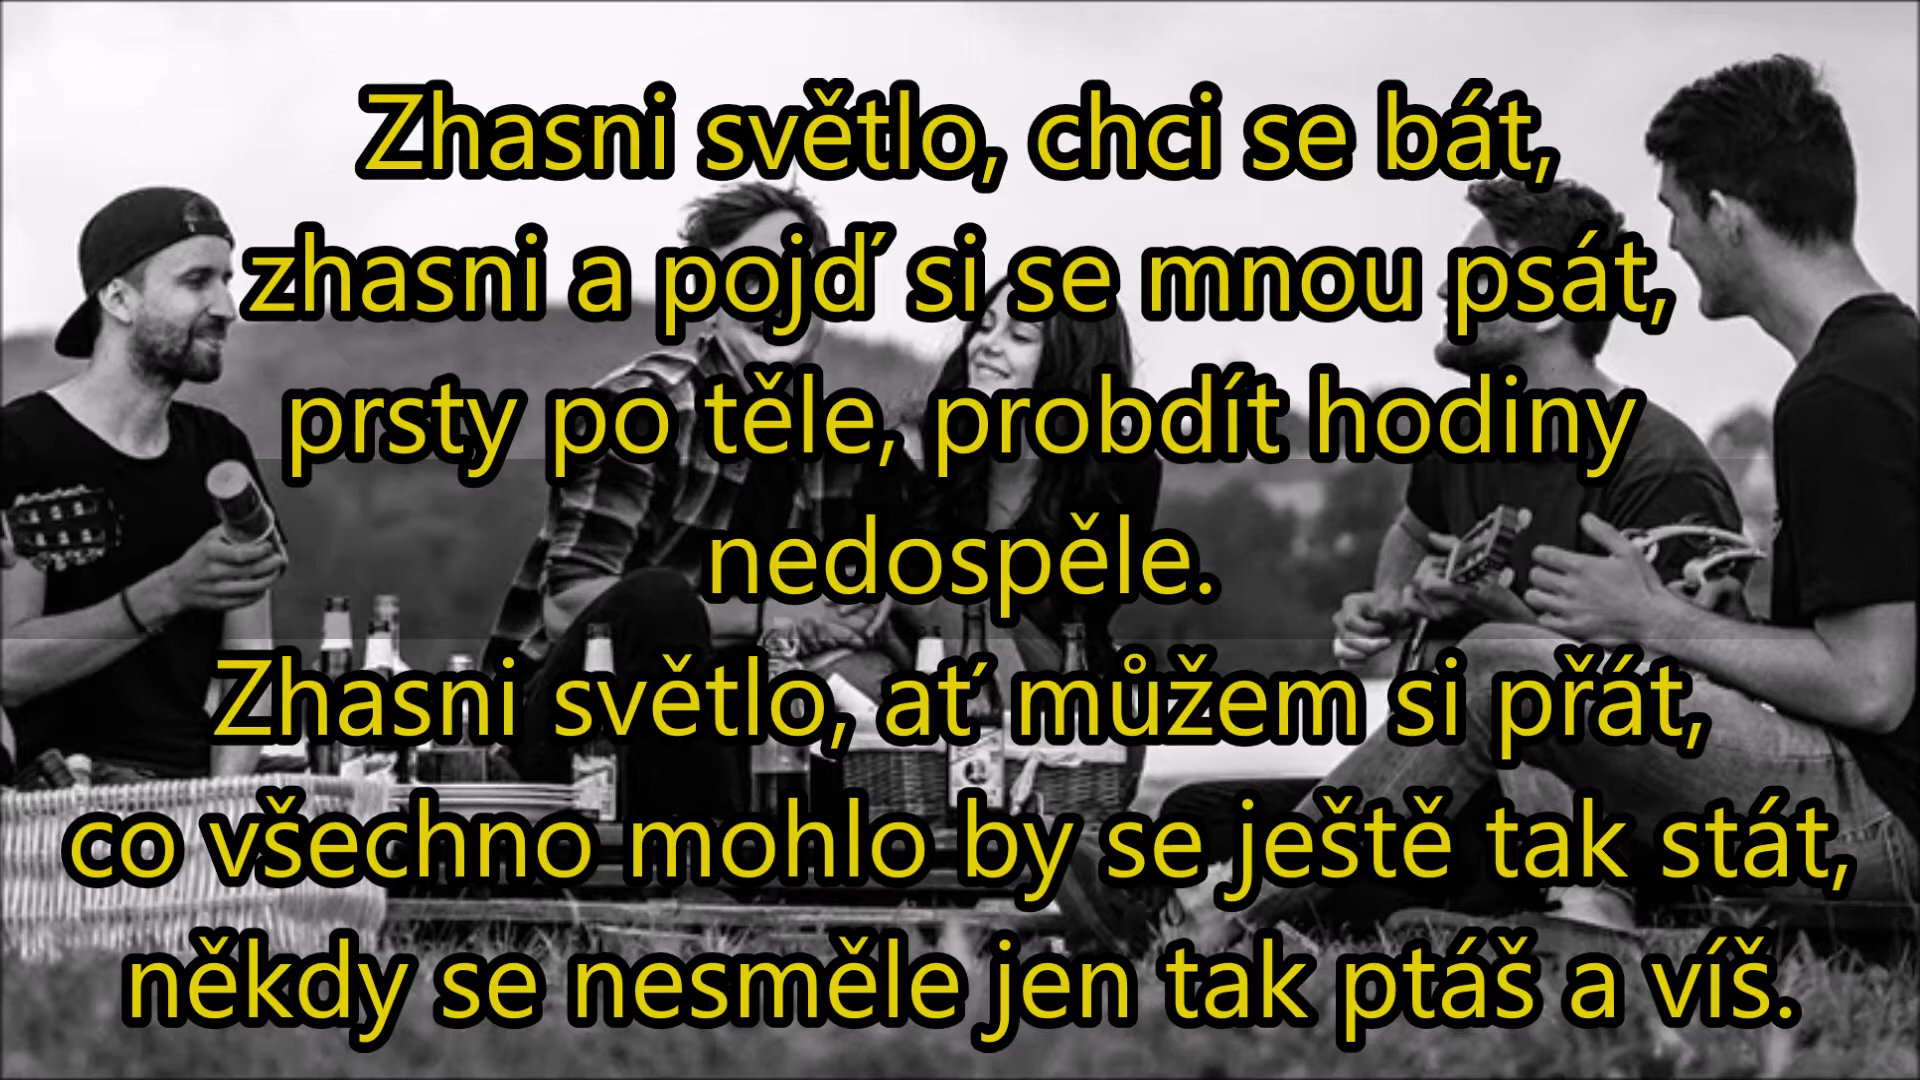 Zhasni světlo, chci se bát,
zhasni a pojď si se mnou psát,
prsty po těle, probdít hodiny
nedospěle.
Zhasni světlo, ať můžem si přát,
co všechno mohlo by se ještě tak stát,
někdy se nesměle jen tak ptáš a víš.